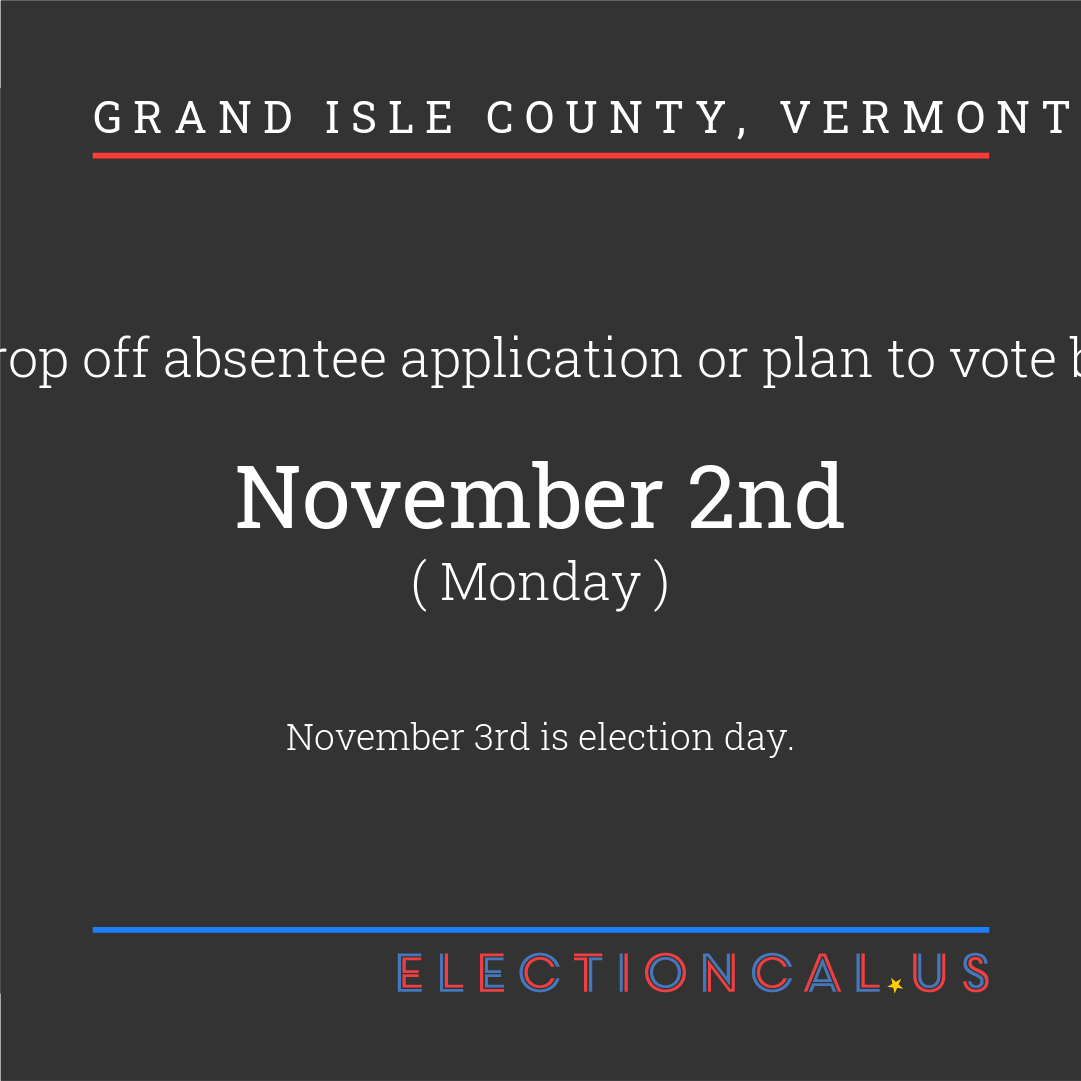 GRAND ISLE COUNTY, VERMONT
rop off absentee application or plan to vote b
November 2nd
( Monday )
November 3rd is election day.
ELECTIONCAL.US